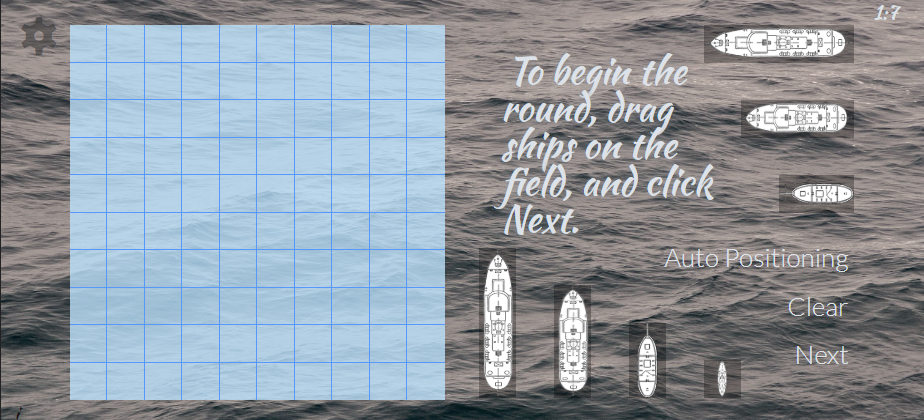 1:7
To begin the
round, drag
ships on the
field, and click
Next.
Auto Positioning
Clear
Next